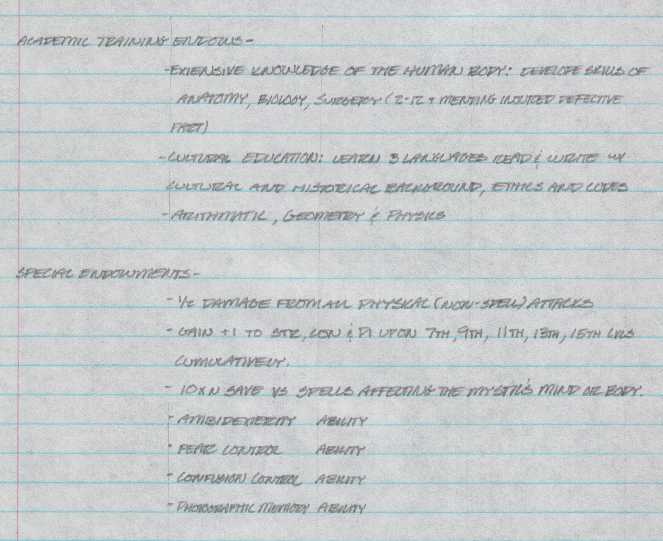 ACADEMIC TRAINING ENDOWS -
- EXTENSIVE KNOWLEDGE OF THE HUMAN BODY: DEVELOPE SKILLS OF
ANATOMY, BIOLOGY, SURGERY ( + MENDING INJURED DEFECTIVE
PART)
- CULTURAL EDUCATION: LEARN 3 LANGUAGES READ & WRITE W/
CULTURAL AND HISTORICAL BACKGROUND, ETHICS AND CODES
- ARITHMATIC, GEOMETRY & PHYSICS
SPECIAL ENDOWMENTS -
- 1/2 DAMAGE FROM ALL PHYSICAL (NON-SPELL) ATTACKS
- GAIN +1 TO STR, CON & DX UPON 7TH, 9TH, 11TH, 13TH, 15TH LVLS
CUMULATIVELY.
- 10 x N SAVE VS SPELLS AFFECTING THE MYSTIC'S MIND OR BODY.
- AMBIDEXTERITY ABILITY
- FEAR CONTROL ABILITY
- CONFUSION CONTROL ABILITY
- PHOTOGRAPHIC MEMORY ABILITY